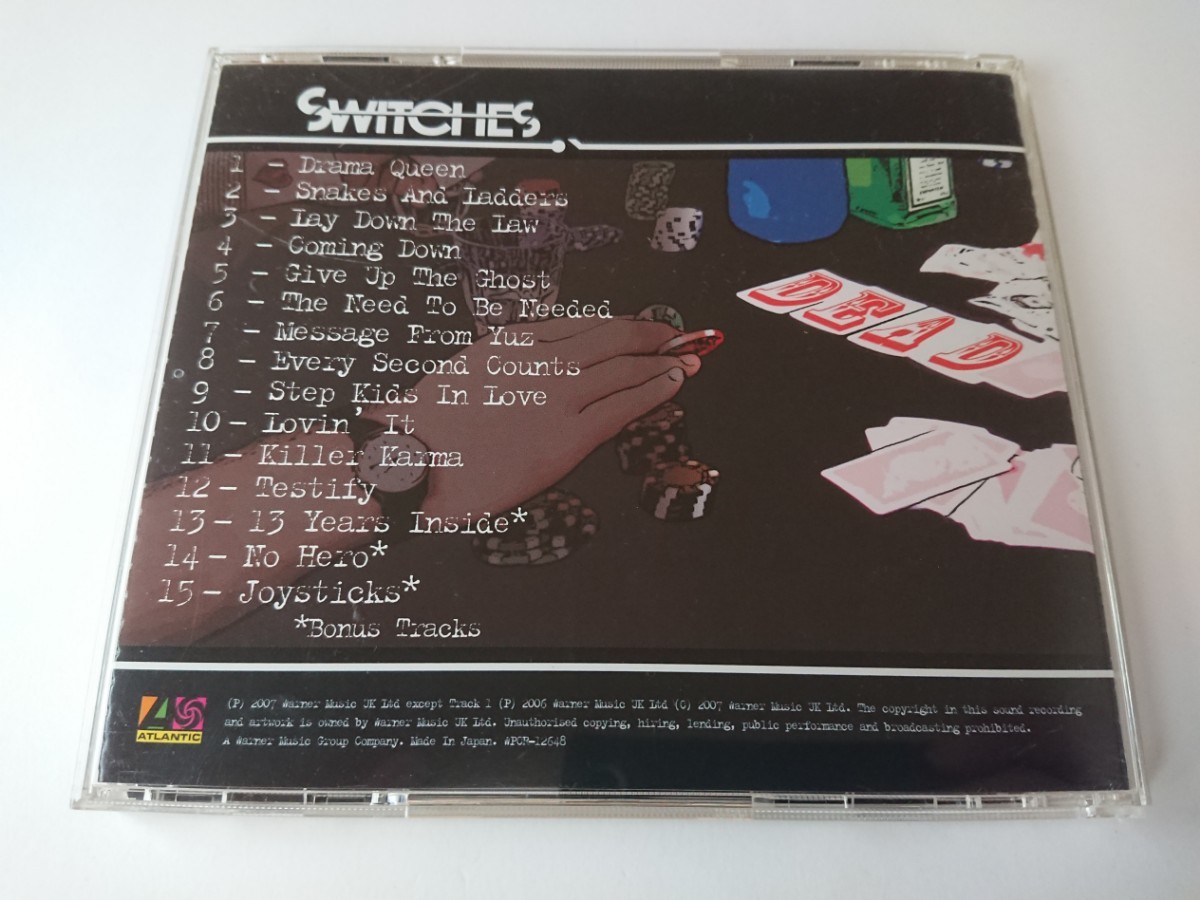 SWITCHES
1 - Drama Queen
2 - Snakes And Ladders
3 - Lay Down The Law
4 - Coming Down
5 - Give Up The Ghost
6 - The Need To Be Needed
7 - Message From Yuz
8 - Every Second Counts
9 - Step Kids In Love
10 - Lovin' It
11 - Killer Karma
12 - Testify
13 - 13 Years Inside*
14 - No Hero*
15 - Joysticks*
*Bonus Tracks
DEAD
ATLANTIC
(P) 2007 Warner Music UK Ltd except Track 1 (P) 2006 Warner Music UK Ltd (C) 2007 Warner Music UK Ltd. The copyright in this sound recording
and artwork is owned by Warner Music UK Ltd. Unauthorised copying, hiring, lending, public performance and broadcasting prohibited.
A Warner Music Group Company. Made In Japan. WPCR-12648